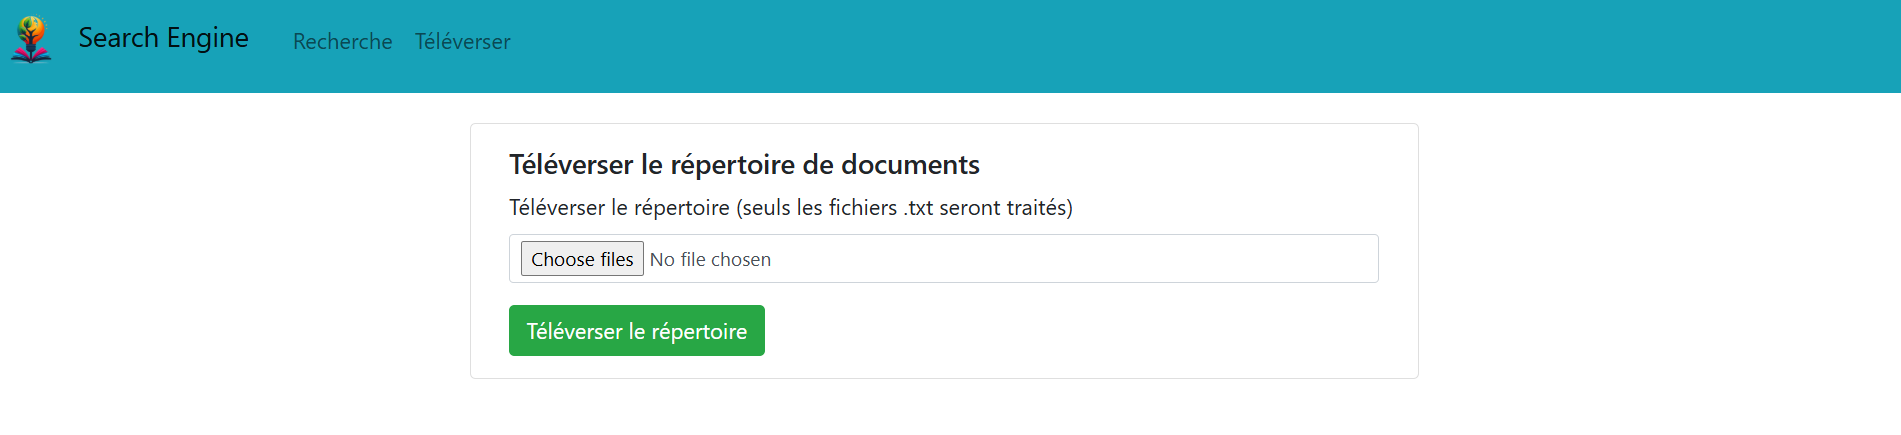 Search Engine Recherche Téléverser
Téléverser le répertoire de documents
Téléverser le répertoire (seuls les fichiers .txt seront traités)
Choose files No file chosen
Téléverser le répertoire